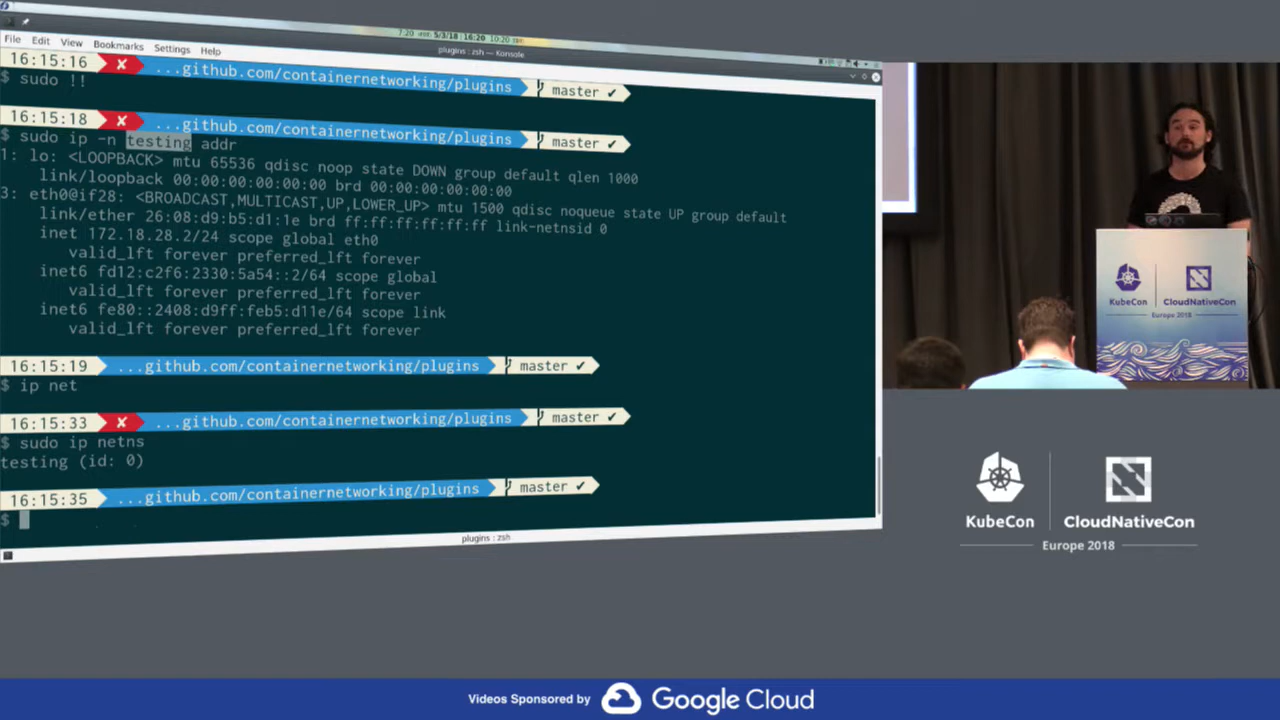 7:20 5/3/18 16:20 10:20
plugins : zsh — Konsole
File Edit View Bookmarks Settings Help
16:15:16 ✘ ...github.com/containernetworking/plugins master ✔
$ sudo !!
16:15:18 ✘ ...github.com/containernetworking/plugins master ✔
$ sudo ip -n testing addr
1: lo: <LOOPBACK> mtu 65536 qdisc noop state DOWN group default qlen 1000
link/loopback 00:00:00:00:00:00 brd 00:00:00:00:00:00
3: eth0@if28: <BROADCAST,MULTICAST,UP,LOWER_UP> mtu 1500 qdisc noqueue state UP group default
link/ether 26:08:d9:b5:d1:1e brd ff:ff:ff:ff:ff:ff link-netnsid 0
inet 172.18.28.2/24 scope global eth0
valid_lft forever preferred_lft forever
inet6 fd12:c2f6:2330:5a54::2/64 scope global
valid_lft forever preferred_lft forever
inet6 fe80::2408:d9ff:feb5:d11e/64 scope link
valid_lft forever preferred_lft forever
16:15:19 ...github.com/containernetworking/plugins master ✔
$ ip net
16:15:33 ✘ ...github.com/containernetworking/plugins master ✔
$ sudo ip netns
testing (id: 0)
16:15:35 ...github.com/containernetworking/plugins master ✔
$
plugins : zsh
KubeCon CloudNativeCon
Europe 2018
KubeCon CloudNativeCon
Europe 2018
Videos Sponsored by Google Cloud